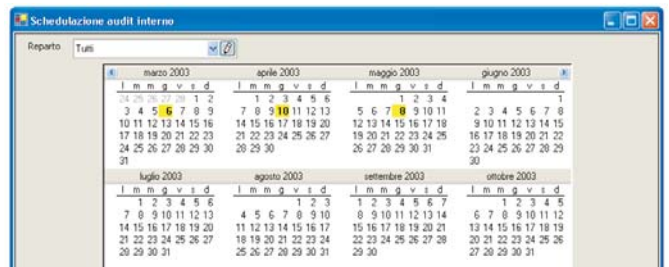 Schedulazione audit interno
Reparto Tutti
marzo 2003 aprile 2003 maggio 2003 giugno 2003
l m m g v s d l m m g v s d l m m g v s d l m m g v s d
24 25 26 27 28 1 2 1 2 3 4 5 6 1 2 3 4 1
3 4 5 6 7 8 9 7 8 9 10 11 12 13 5 6 7 8 9 10 11 2 3 4 5 6 7 8
10 11 12 13 14 15 16 14 15 16 17 18 19 20 12 13 14 15 16 17 18 9 10 11 12 13 14 15
17 18 19 20 21 22 23 21 22 23 24 25 26 27 19 20 21 22 23 24 25 16 17 18 19 20 21 22
24 25 26 27 28 29 30 28 29 30 26 27 28 29 30 31 23 24 25 26 27 28 29
31 30
luglio 2003 agosto 2003 settembre 2003 ottobre 2003
l m m g v s d l m m g v s d l m m g v s d l m m g v s d
1 2 3 4 5 6 1 2 3 1 2 3 4 5 6 7 1 2 3 4 5
7 8 9 10 11 12 13 4 5 6 7 8 9 10 8 9 10 11 12 13 14 6 7 8 9 10 11 12
14 15 16 17 18 19 20 11 12 13 14 15 16 17 15 16 17 18 19 20 21 13 14 15 16 17 18 19
21 22 23 24 25 26 27 18 19 20 21 22 23 24 22 23 24 25 26 27 28 20 21 22 23 24 25 26
28 29 30 31 25 26 27 28 29 30 31 29 30 27 28 29 30 31